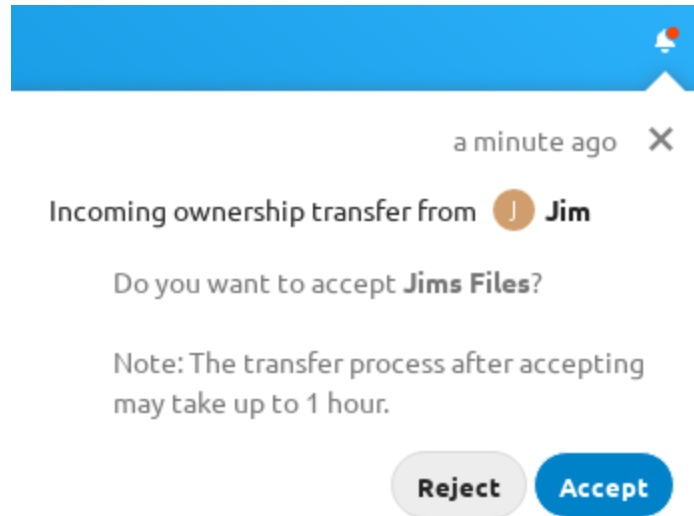 a minute ago
Incoming ownership transfer from J Jim
Do you want to accept Jims Files?
Note: The transfer process after accepting
may take up to 1 hour.
Reject Accept